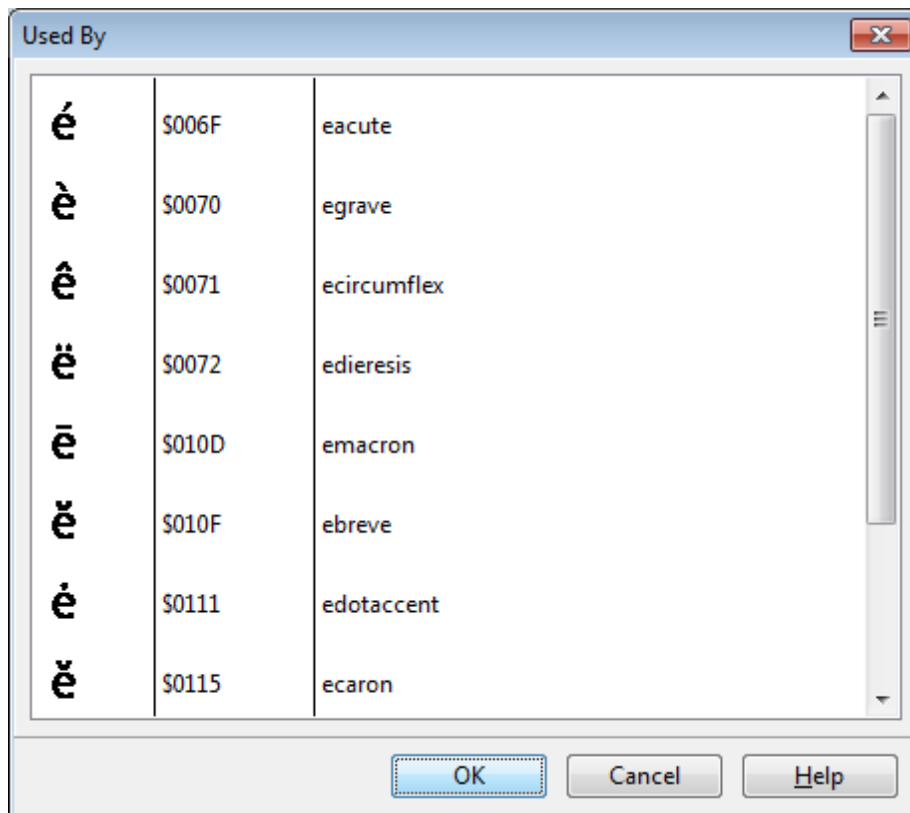 Used By
é $006F eacute
è $0070 egrave
ê $0071 ecircumflex
ë $0072 edieresis
ē $010D emacron
ĕ $010F ebreve
ė $0111 edotaccent
ě $0115 ecaron
OK Cancel Help